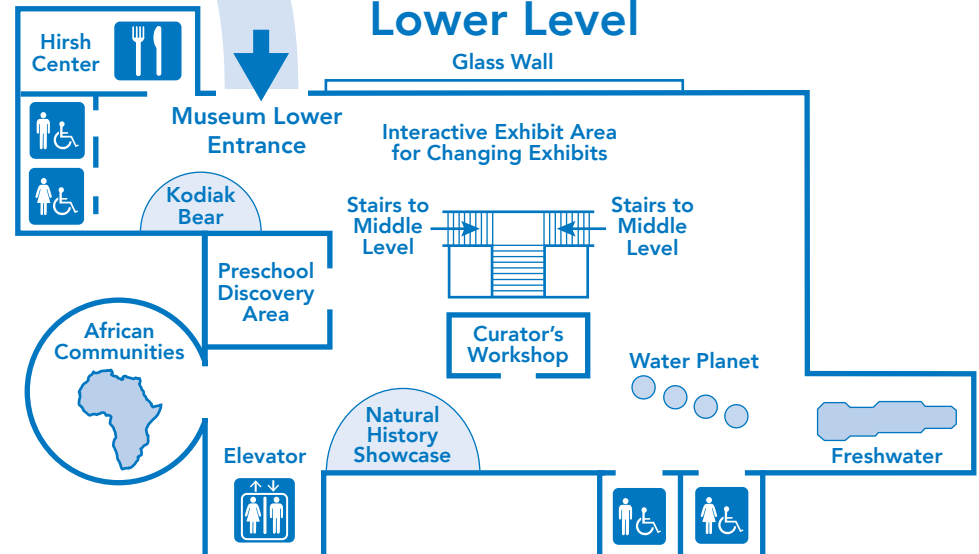 Lower Level
Hirsh
Center
Glass Wall
Museum Lower
Entrance
Interactive Exhibit Area
for Changing Exhibits
Kodiak
Bear
Stairs to
Middle
Level
Stairs to
Middle
Level
Preschool
Discovery
Area
African
Communities
Curator’s
Workshop
Water Planet
Natural
History
Showcase
Elevator
Freshwater